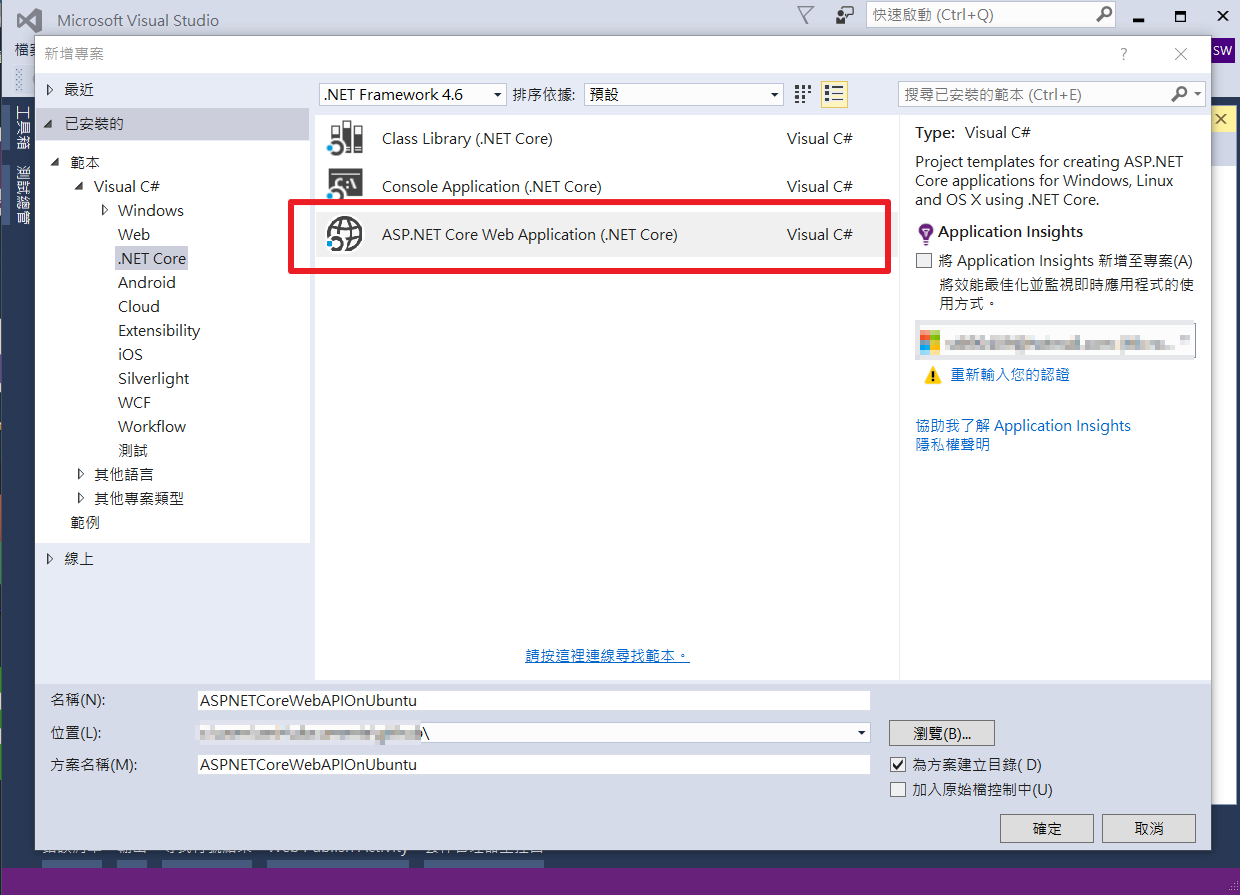 Microsoft Visual Studio
快速啟動 (Ctrl+Q)
檔案
SW
新增專案
?
工具箱
測試總管
最近
已安裝的
範本
Visual C#
Windows
Web
.NET Core
Android
Cloud
Extensibility
iOS
Silverlight
WCF
Workflow
測試
其他語言
其他專案類型
範例
線上
.NET Framework 4.6
排序依據:
預設
搜尋已安裝的範本 (Ctrl+E)
Class Library (.NET Core) Visual C#
Console Application (.NET Core) Visual C#
ASP.NET Core Web Application (.NET Core) Visual C#
請按這裡連線尋找範本。
Type: Visual C#
Project templates for creating ASP.NET
Core applications for Windows, Linux
and OS X using .NET Core.
Application Insights
將 Application Insights 新增至專案(A)
將效能最佳化並監視即時應用程式的使
用方式。
重新輸入您的認證
協助我了解 Application Insights
隱私權聲明
名稱(N): ASPNETCoreWebAPIOnUbuntu
位置(L): \
瀏覽(B)...
方案名稱(M): ASPNETCoreWebAPIOnUbuntu
為方案建立目錄( D)
加入原始檔控制中(U)
確定
取消
Web Publish Activity